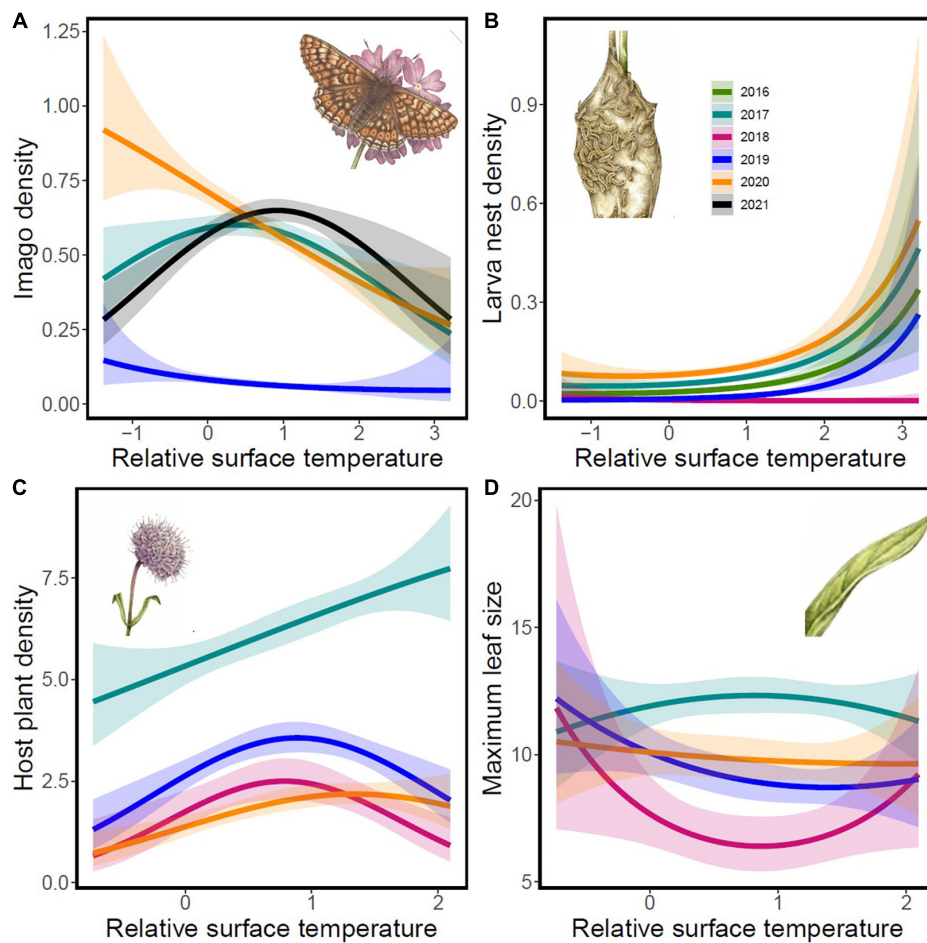 A
1.25
1.00
0.75
0.50
0.25
0.00
Imago density
−1 0 1 2 3
Relative surface temperature
B
0.9
0.6
0.3
0.0
Larva nest density
2016
2017
2018
2019
2020
2021
−1 0 1 2 3
Relative surface temperature
C
7.5
5.0
2.5
0.0
Host plant density
0 1 2
Relative surface temperature
D
20
15
10
5
Maximum leaf size
0 1 2
Relative surface temperature